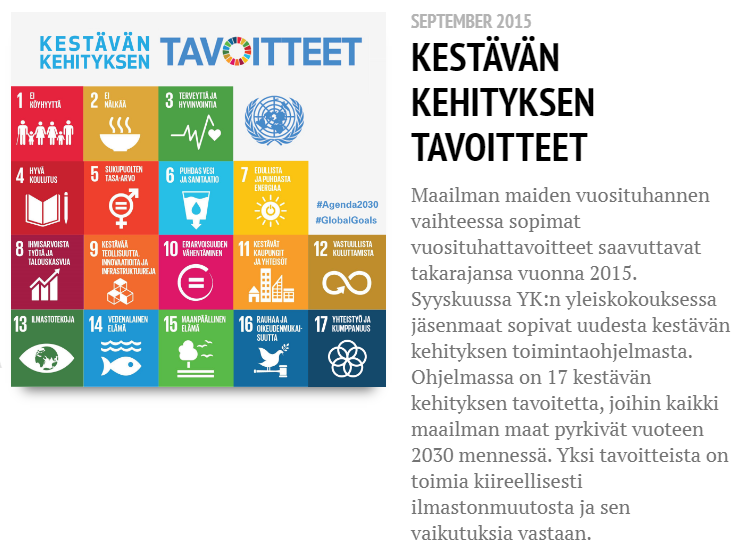 KESTÄVÄN
KEHITYKSEN
TAVOITTEET
1 EI
KÖYHYYTTÄ
2 EI
NÄLKÄÄ
3 TERVEYTTÄ JA
HYVINVOINTIA
4 HYVÄ
KOULUTUS
5 SUKUPUOLTEN
TASA-ARVO
6 PUHDAS VESI
JA SANITAATIO
7 EDULLISTA
JA PUHDASTA
ENERGIAA
#Agenda2030
#GlobalGoals
8 IHMISARVOISTA
TYÖTÄ JA
TALOUSKASVUA
9 KESTÄVÄÄ
TEOLLISUUTTA,
INNOVAATIOITA JA
INFRASTRUKTUUREJA
10 ERIARVOISUUDEN
VÄHENTÄMINEN
11 KESTÄVÄT
KAUPUNGIT
JA YHTEISÖT
12 VASTUULLISTA
KULUTTAMISTA
13 ILMASTOTEKOJA
14 VEDENALAINEN
ELÄMÄ
15 MAANPÄÄLLINEN
ELÄMÄ
16 RAUHAA JA
OIKEUDENMUKAI-
SUUTTA
17 YHTEISTYÖ JA
KUMPPANUUS
SEPTEMBER 2015
KESTÄVÄN
KEHITYKSEN
TAVOITTEET
Maailman maiden vuosituhannen
vaihteessa sopimat
vuosituhattavoitteet saavuttavat
takarajansa vuonna 2015.
Syyskuussa YK:n yleiskokouksessa
jäsenmaat sopivat uudesta kestävän
kehityksen toimintaohjelmasta.
Ohjelmassa on 17 kestävän
kehityksen tavoitetta, joihin kaikki
maailman maat pyrkivät vuoteen
2030 mennessä. Yksi tavoitteista on
toimia kiireellisesti
ilmastonmuutosta ja sen
vaikutuksia vastaan.